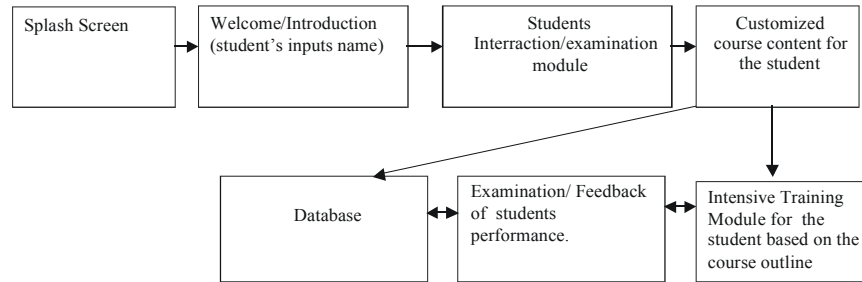 Splash Screen
Welcome/Introduction
(student’s inputs name)
Students
Interraction/examination
module
Customized
course content for
the student
Database
Examination/ Feedback
of students
performance.
Intensive Training
Module for the
student based on the
course outline